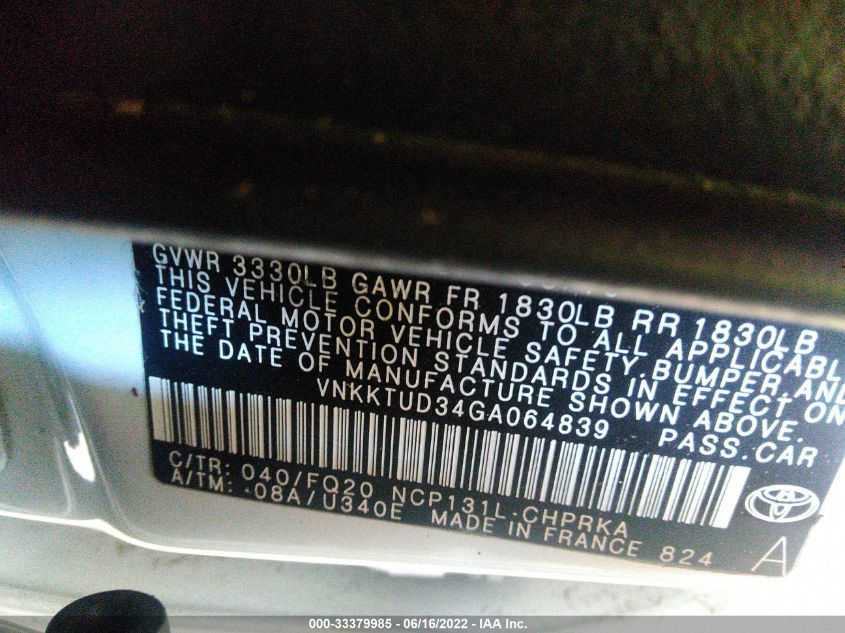 GVWR 3330LB GAWR FR 1830LB RR 1830LB
THIS VEHICLE CONFORMS TO ALL APPLICABL
FEDERAL MOTOR VEHICLE SAFETY, BUMPER AND
THEFT PREVENTION STANDARDS IN EFFECT ON
THE DATE OF MANUFACTURE SHOWN ABOVE.
VNKKTUD34GA064839 PASS.CAR
C/TR: 040/FQ20 NCP131L-CHPRKA
A/TM: -08A/U340E MADE IN FRANCE 824
A
000-33379985 - 06/16/2022 - IAA Inc.